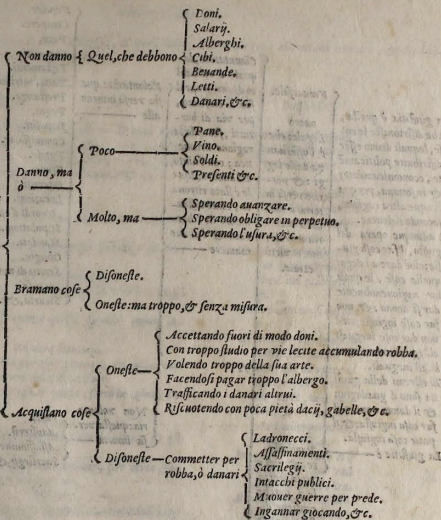 Doni.
Salarij.
Alberghi.
Non danno { Quel, che debbono
Cibi.
Beuande.
Letti.
Danari, &c.
Danno, ma ò
Poco
Pane.
Vino.
Soldi.
Presenti &c.
Molto, ma
Sperando auanzare.
Sperando obligare in perpetuo.
Sperando l'usura, &c.
Bramano cose
Disoneste.
Oneste: ma troppo, & senza misura.
Acquistano cose
Oneste
Accettando fuori di modo doni.
Con troppo studio per vie lecite accumulando robba.
Volendo troppo della sua arte.
Facendosi pagar troppo l'albergo.
Trafficando i danari altrui.
Riscuotendo con poca pietà dacij, gabelle, &c.
Disoneste
Commetter per
robba, ò danari
Ladronecci.
Assassinamenti.
Sacrilegij.
Intacchi publici.
Muouer guerre per prede.
Ingannar giocando, &c.